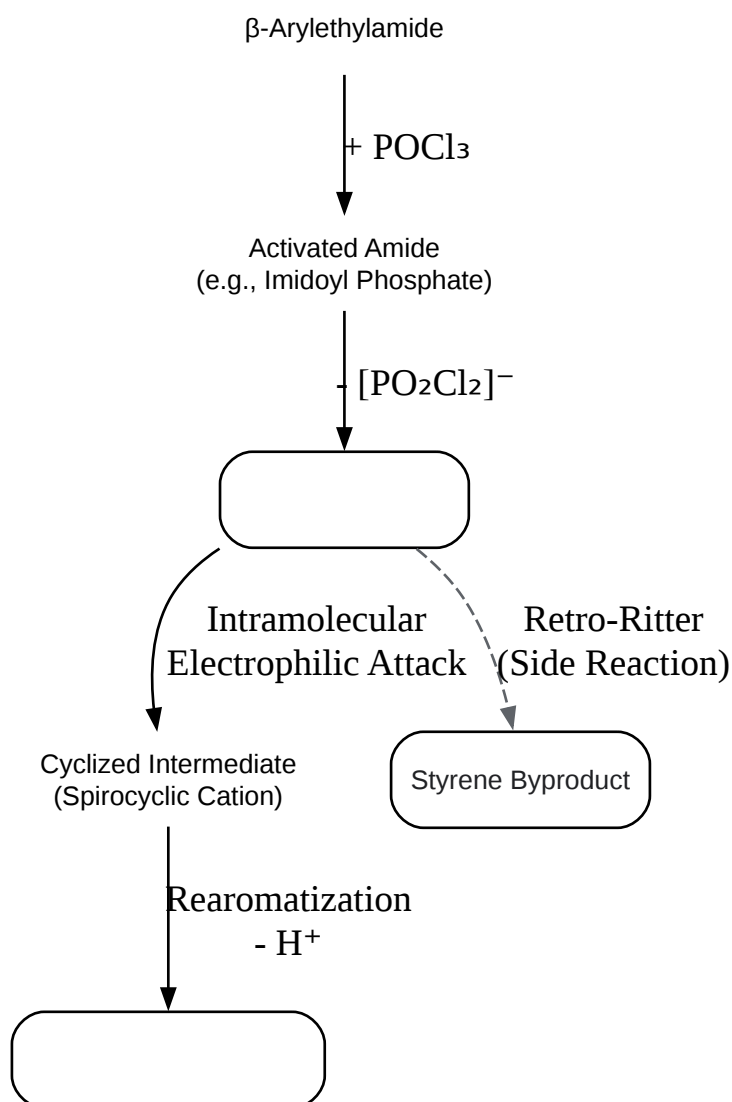 β-Arylethylamide
+ POCl₃
Activated Amide
(e.g., Imidoyl Phosphate)
- [PO₂Cl₂]⁻
Intramolecular
Electrophilic Attack
Retro-Ritter
(Side Reaction)
Cyclized Intermediate
(Spirocyclic Cation)
Styrene Byproduct
Rearomatization
- H⁺